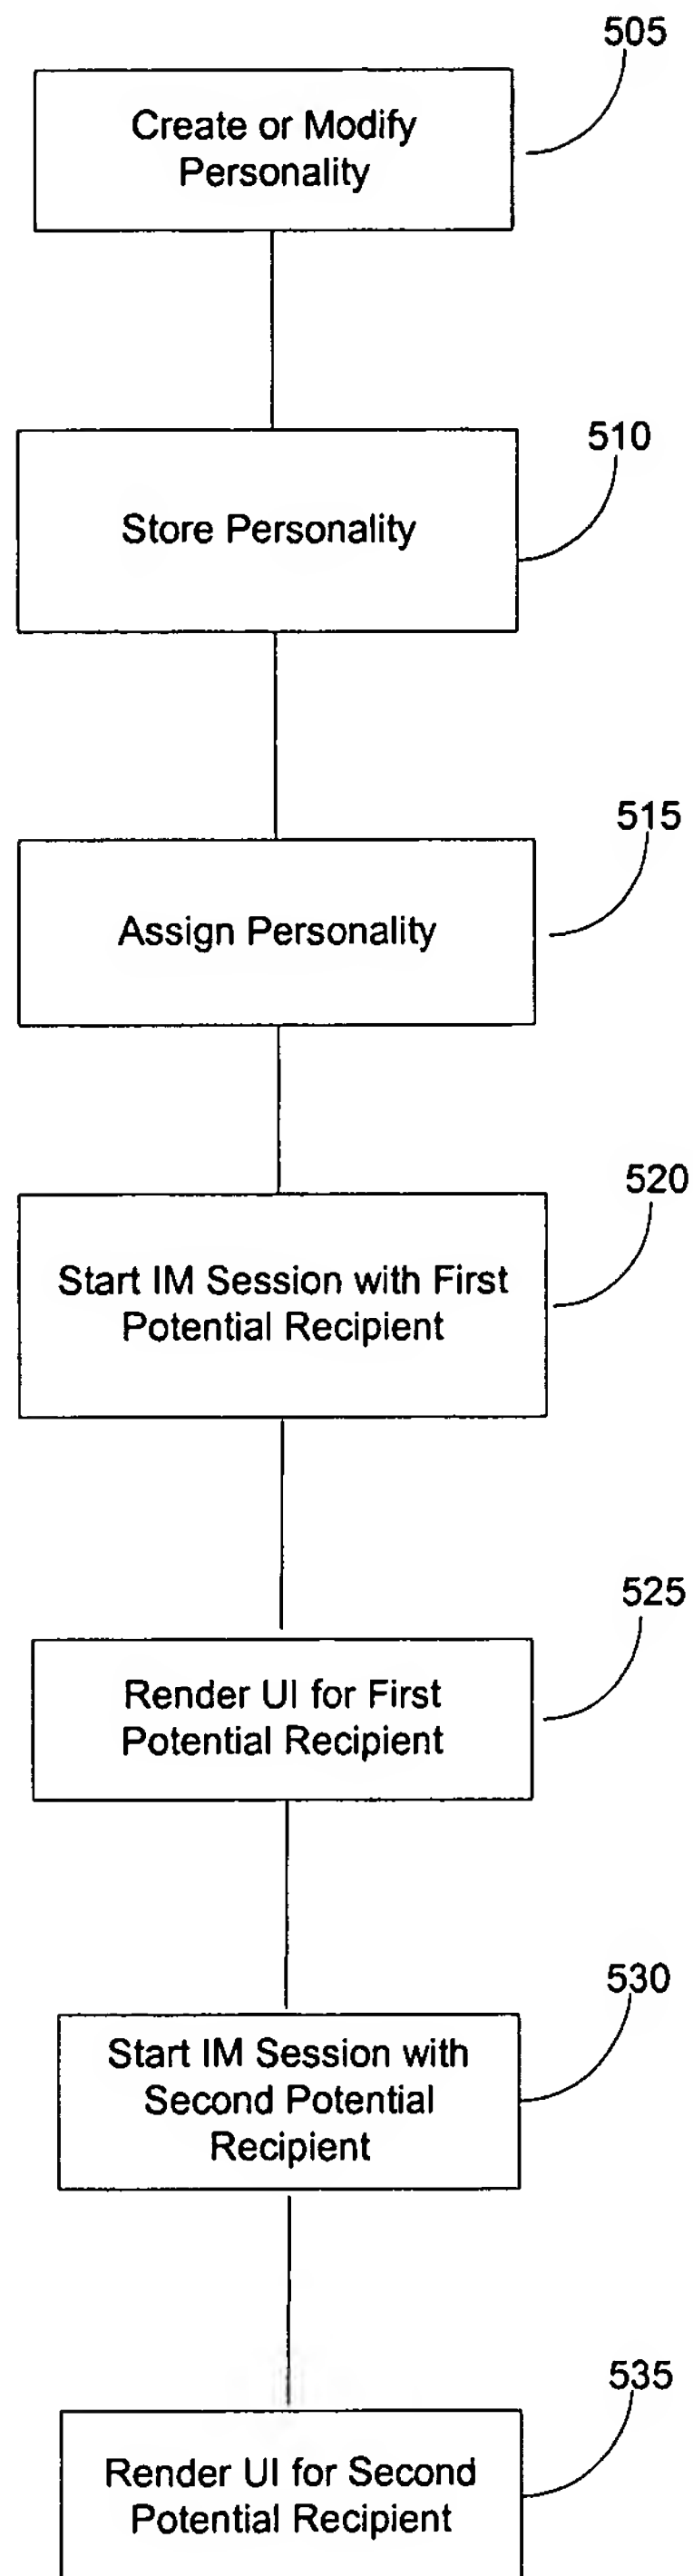 505
Create or Modify
Personality
510
Store Personality
515
Assign Personality
520
Start IM Session with First
Potential Recipient
525
Render UI for First
Potential Recipient
530
Start IM Session with
Second Potential
Recipient
535
Render UI for Second
Potential Recipient